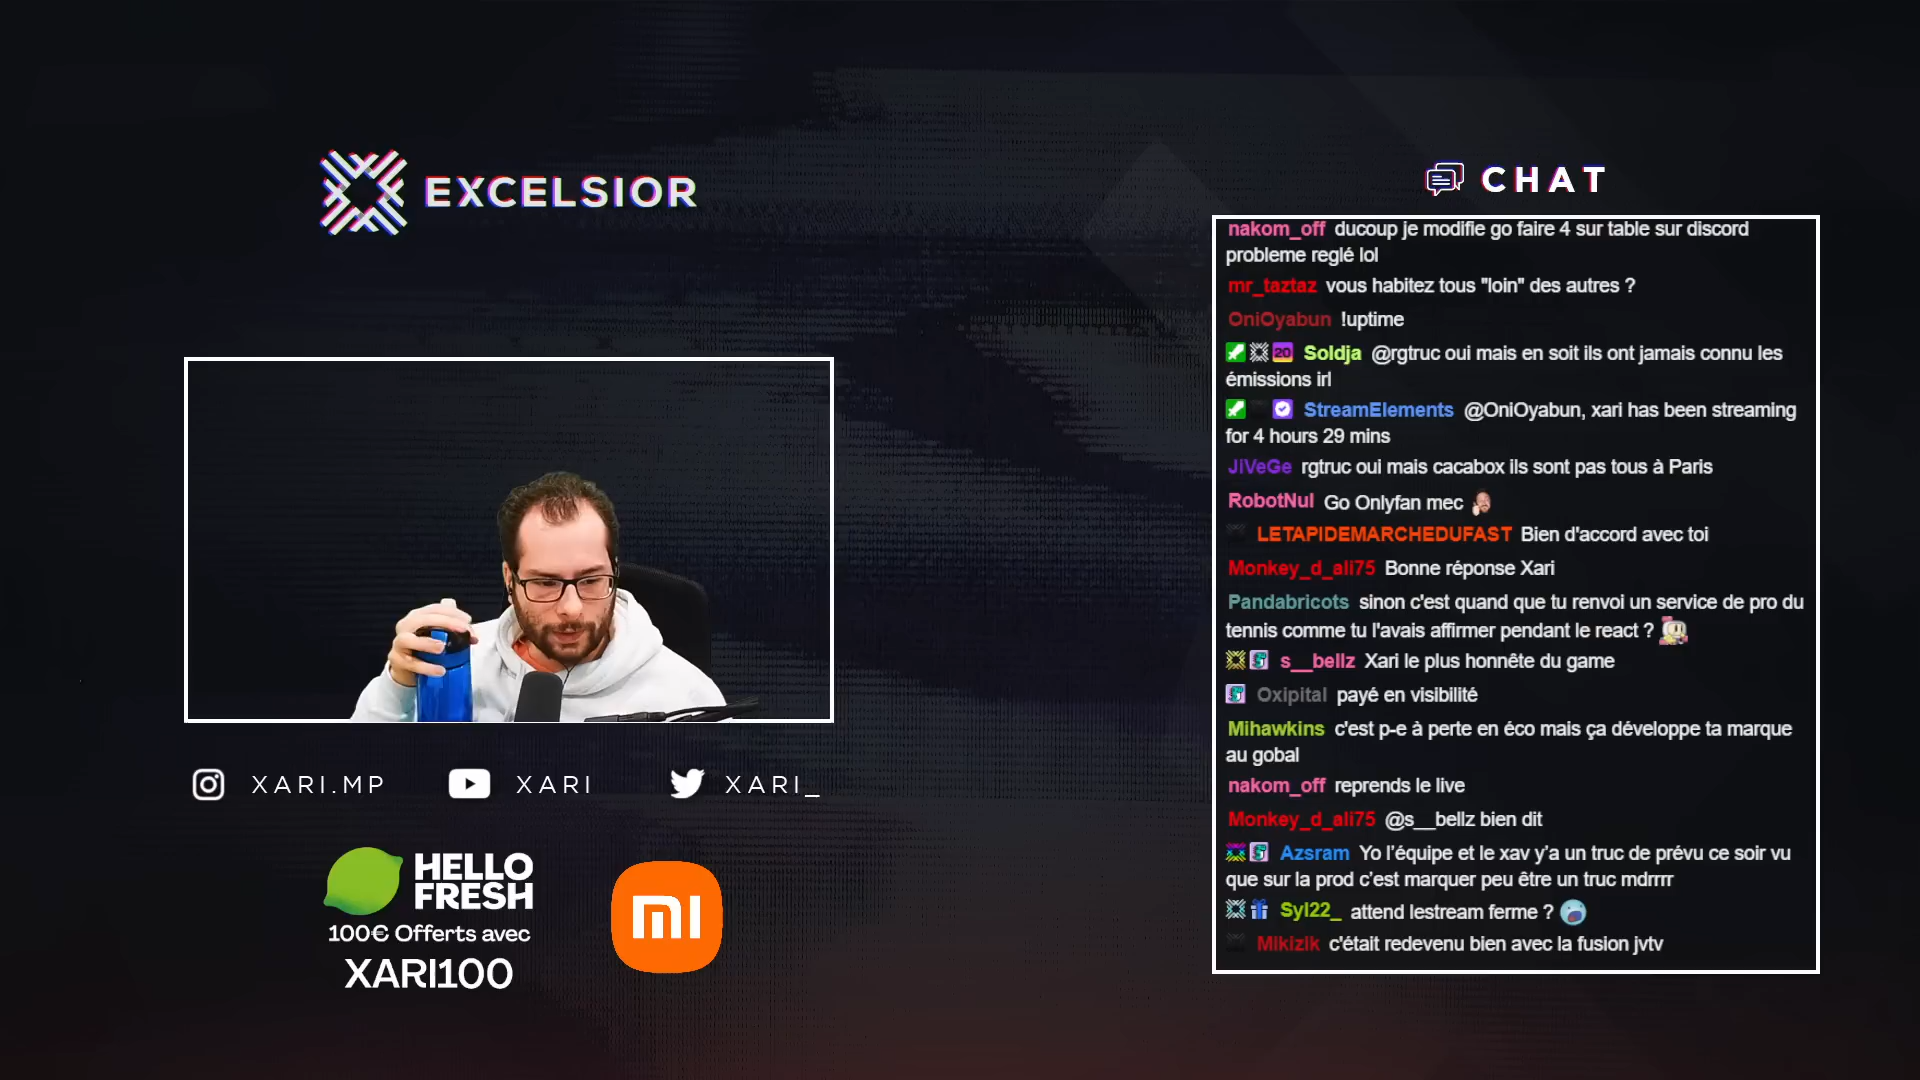 EXCELSIOR
CHAT
nakom_off ducoup je modifie go faire 4 sur table sur discord
probleme reglé lol
mr_taztaz vous habitez tous "loin" des autres ?
OniOyabun !uptime
20 Soldja @rgtruc oui mais en soit ils ont jamais connu les
émissions irl
StreamElements @OniOyabun, xari has been streaming
for 4 hours 29 mins
JiVeGe rgtruc oui mais cacabox ils sont pas tous à Paris
RobotNul Go Onlyfan mec
LETAPIDEMARCHEDUFAST Bien d'accord avec toi
Monkey_d_ali75 Bonne réponse Xari
Pandabricots sinon c'est quand que tu renvoi un service de pro du
tennis comme tu l'avais affirmer pendant le react ?
s__bellz Xari le plus honnête du game
Oxipital payé en visibilité
Mihawkins c'est p-e à perte en éco mais ça développe ta marque
au gobal
nakom_off reprends le live
Monkey_d_ali75 @s__bellz bien dit
Azsram Yo l'équipe et le xav y'a un truc de prévu ce soir vu
que sur la prod c'est marquer peu être un truc mdrrrr
Syl22_ attend lestream ferme ?
Mikizik c'était redevenu bien avec la fusion jvtv
XARI.MP XARI XARI_
HELLO
FRESH
100€ Offerts avec
XARI100
mi